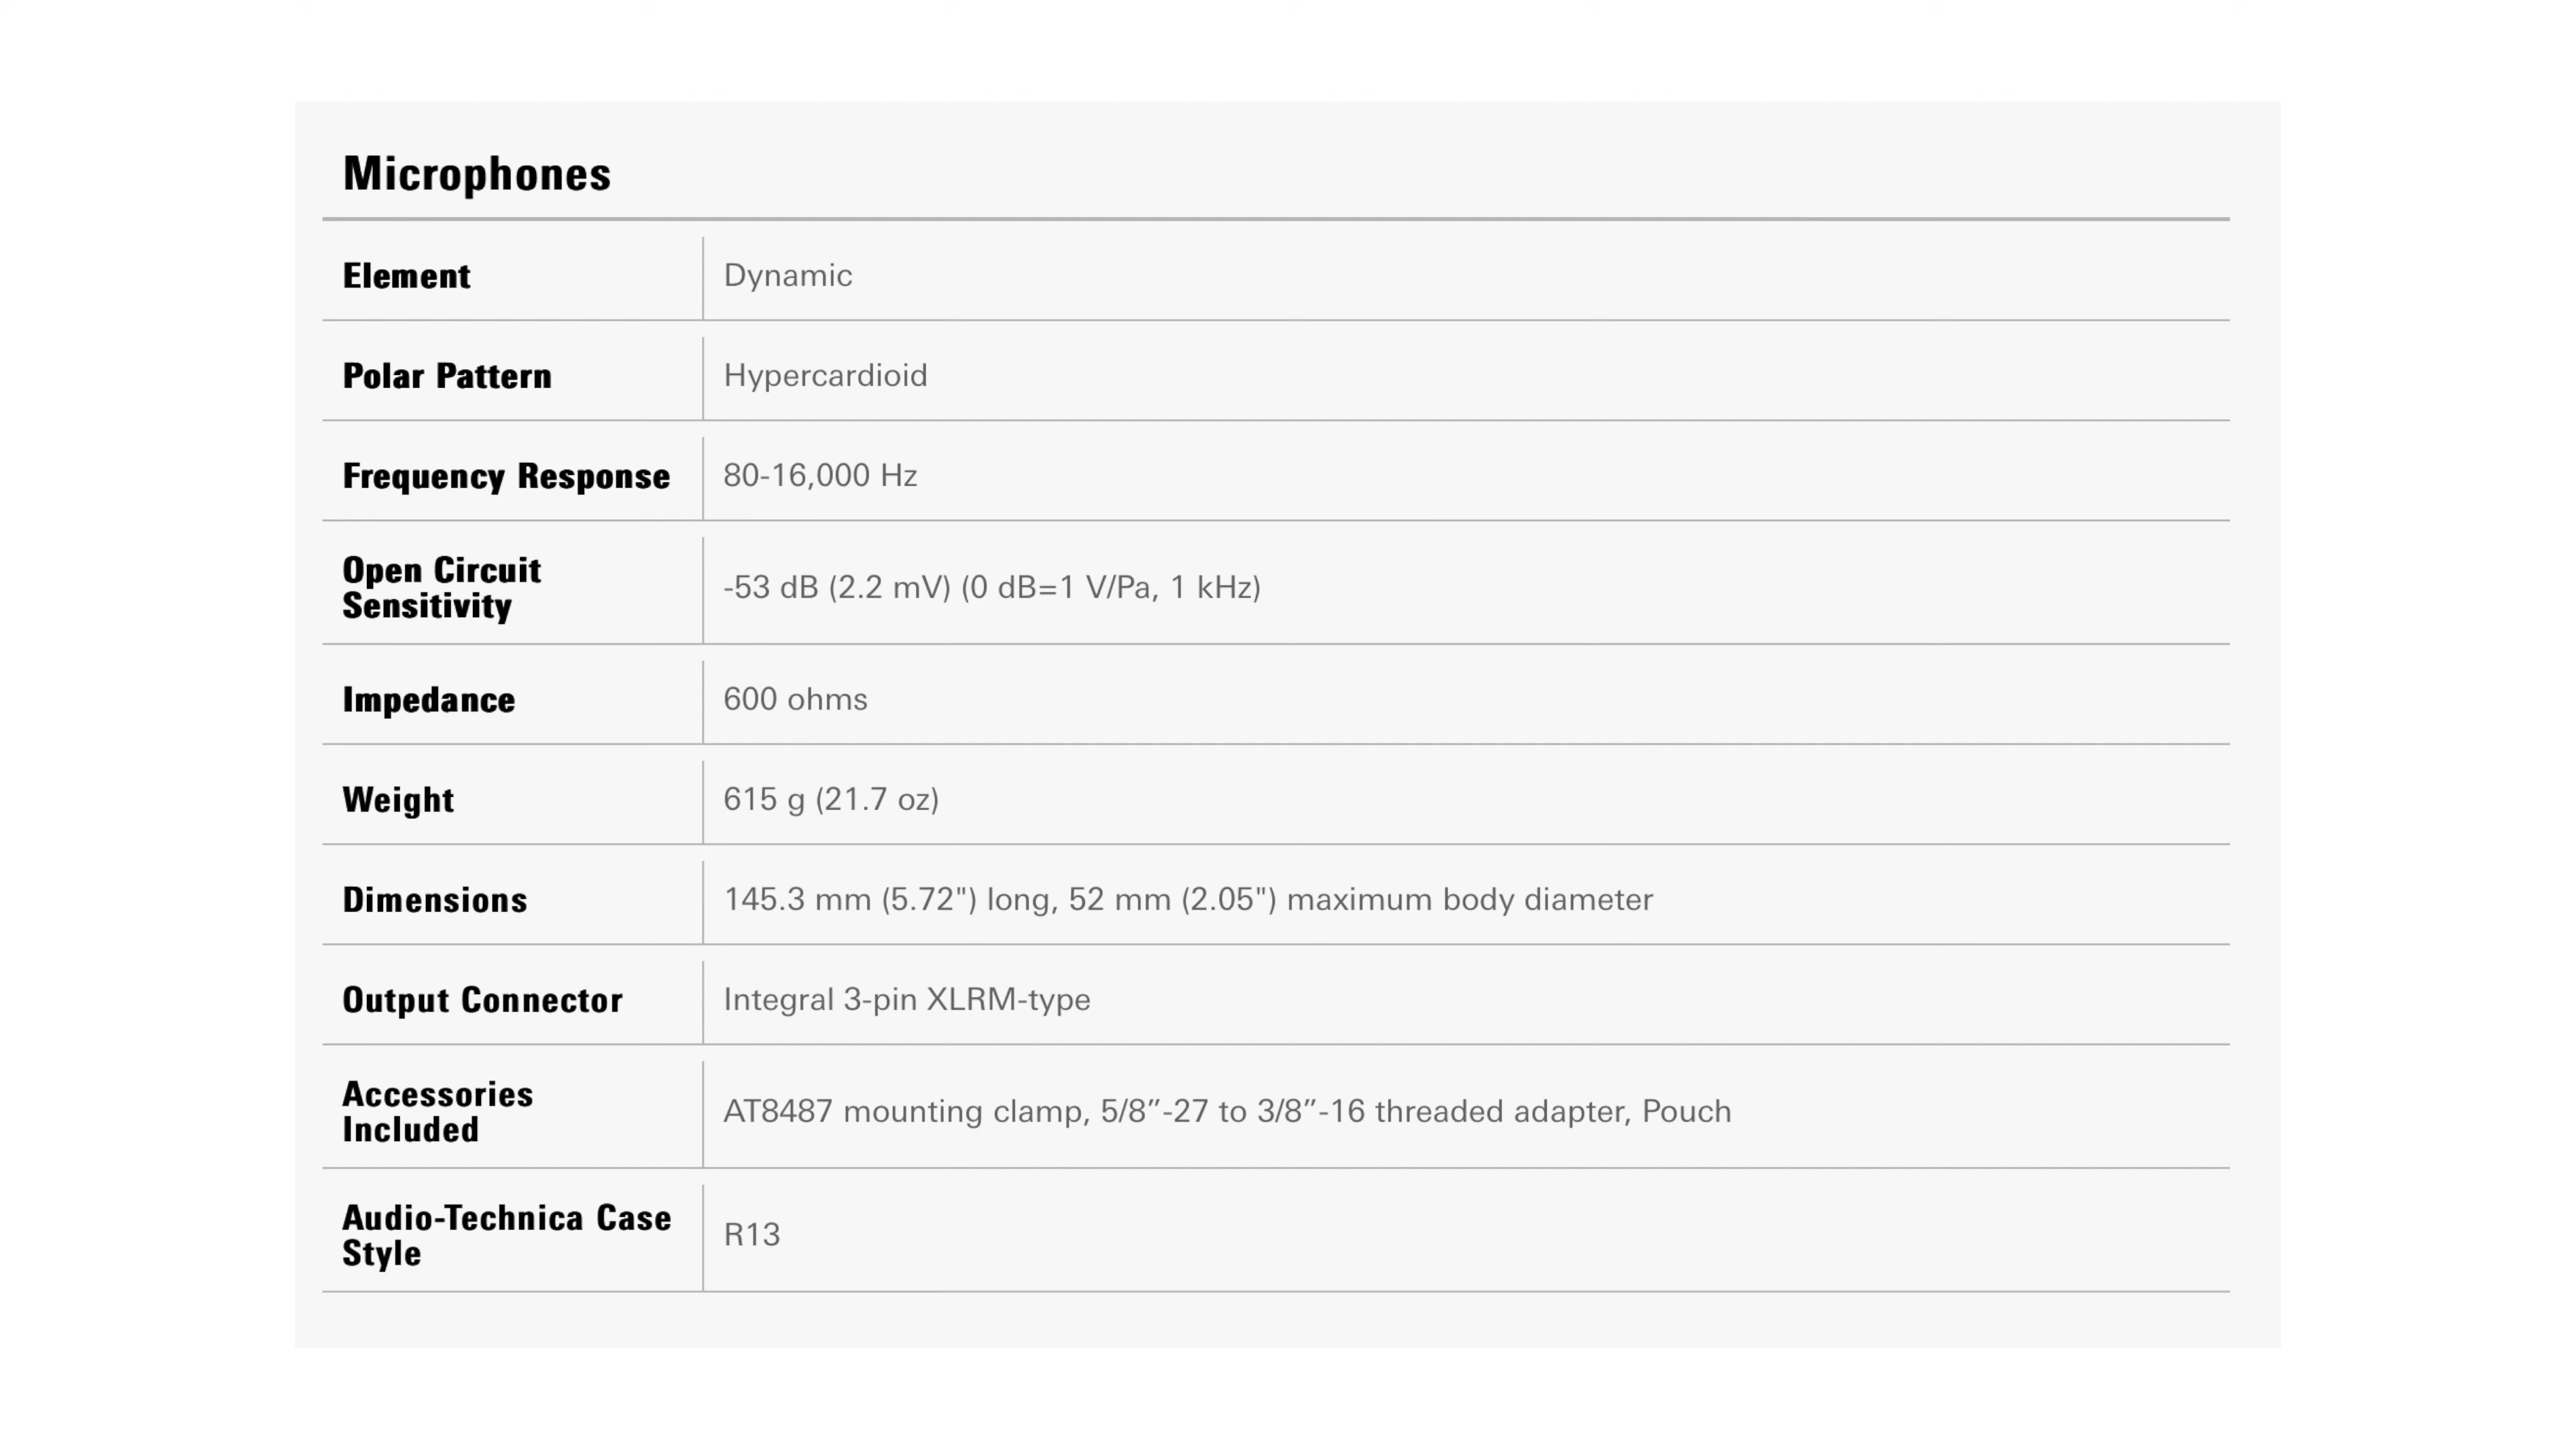 Microphones
Element
Dynamic
Polar Pattern
Hypercardioid
Frequency Response
80-16,000 Hz
Open Circuit
Sensitivity
-53 dB (2.2 mV) (0 dB=1 V/Pa, 1 kHz)
Impedance
600 ohms
Weight
615 g (21.7 oz)
Dimensions
145.3 mm (5.72") long, 52 mm (2.05") maximum body diameter
Output Connector
Integral 3-pin XLRM-type
Accessories
Included
AT8487 mounting clamp, 5/8”-27 to 3/8”-16 threaded adapter, Pouch
Audio-Technica Case
Style
R13